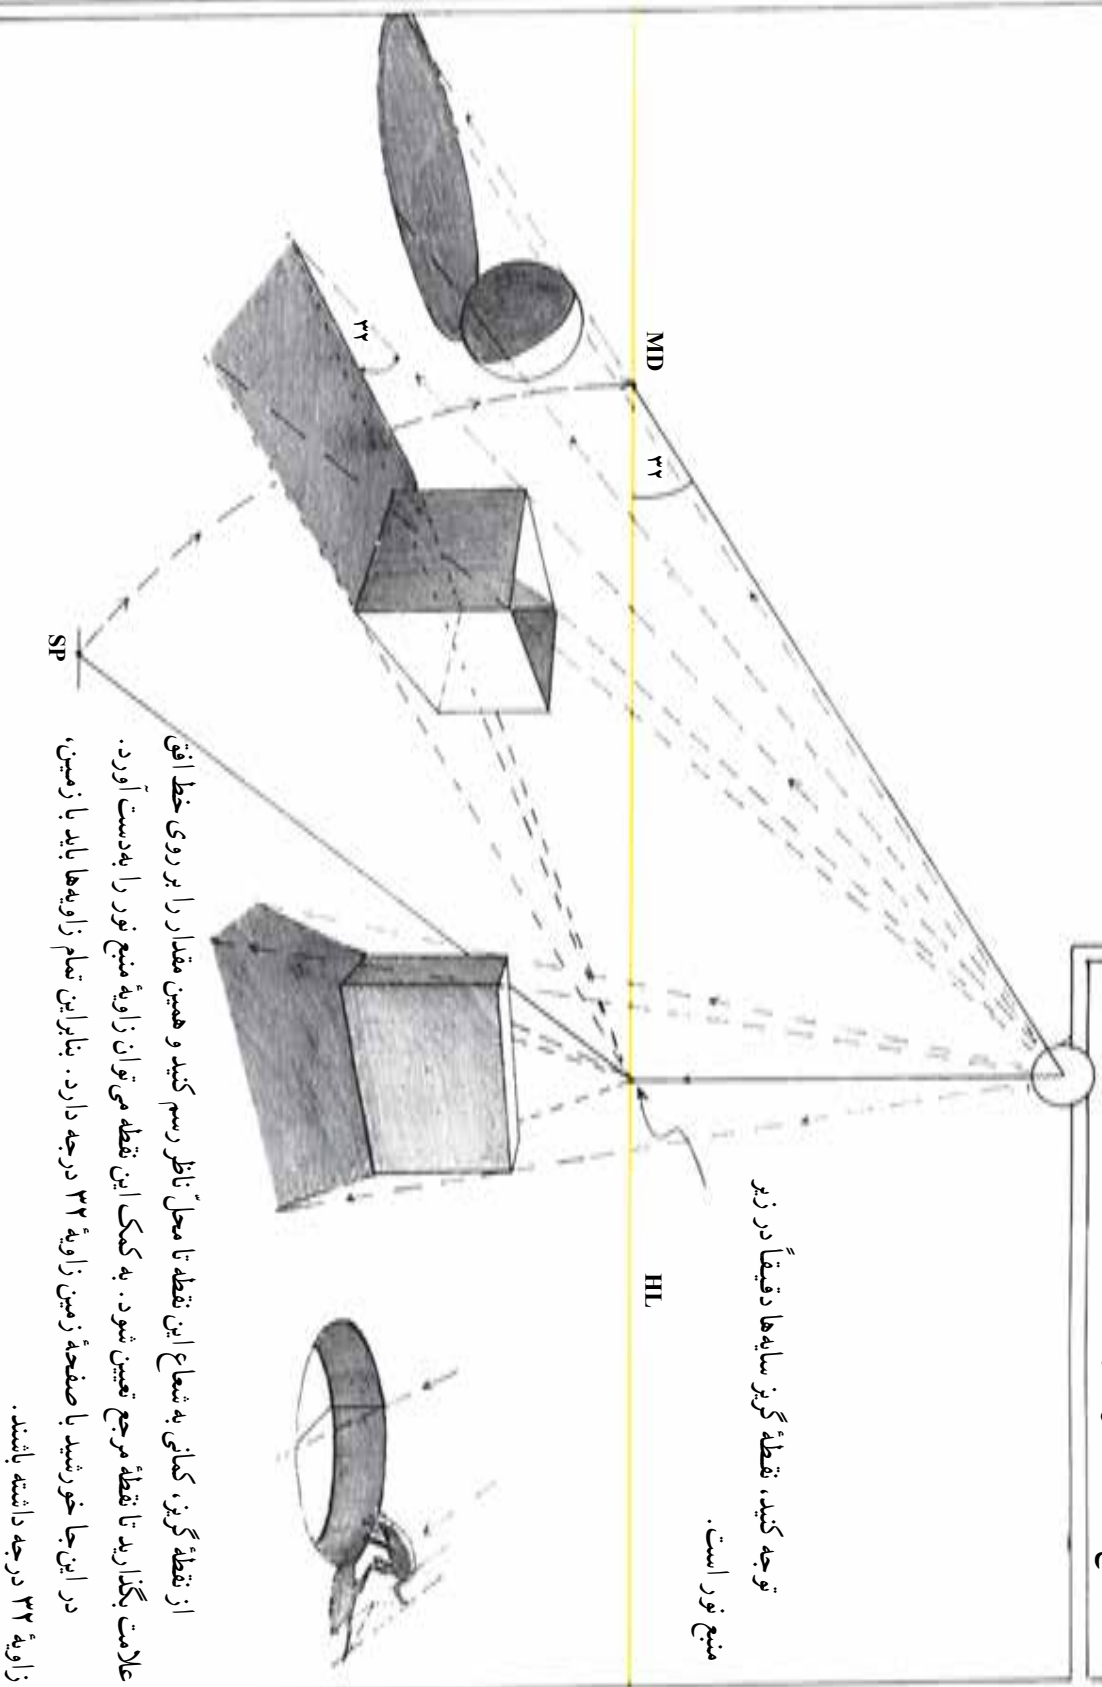 توجه کنید، نقطهٔ گریز سایه‌ها دقیقاً در زیر
منبع نور است.
HL
MD
۳۲
۳۲
SP
از نقطهٔ گریز، کمانی به شعاع این نقطه تا محلّ ناظر رسم کنید و همین مقدار را بر روی خط افق
علامت بگذارید تا نقطهٔ مرجع تعیین شود. به کمک این نقطه می‌توان زاویهٔ منبع نور را به‌دست آورد.
در این‌جا خورشید با صفحهٔ زمین زاویهٔ ۳۲ درجه دارد. بنابراین تمام زاویه‌ها باید با زمین،
زاویهٔ ۳۲ درجه داشته باشند.